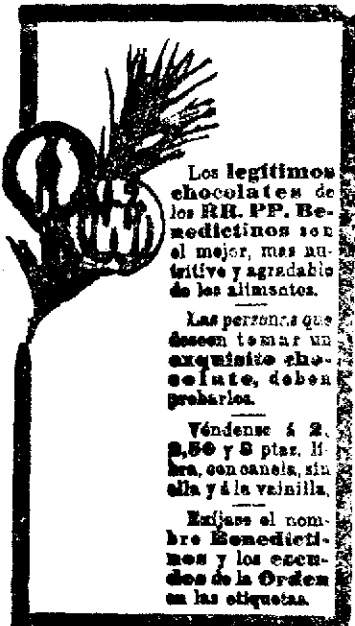 Los legítimos
chocolates de
los RR. PP. Be-
nedictinos son
el mejor, mas nu-
tritivo y agradable
de los alimentos.
Las personas que
deseen tomar un
exquisito cho-
colate, deben
probarlos.
Véndense á 2,
2,50 y 3 ptas. li-
bra, con canela, sin
ella y á la vainilla.
Exíjase el nom-
bre Benedicti-
nos y los escu-
dos de la Orden
en las etiquetas.